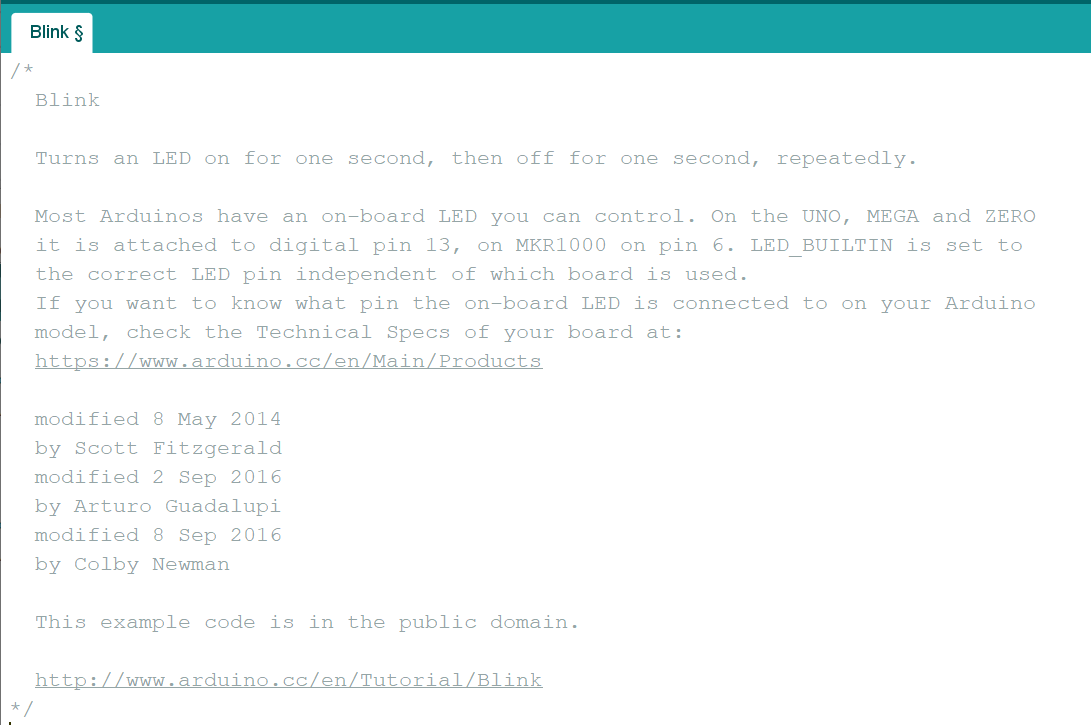 Blink §
/*
Blink
Turns an LED on for one second, then off for one second, repeatedly.
Most Arduinos have an on-board LED you can control. On the UNO, MEGA and ZERO
it is attached to digital pin 13, on MKR1000 on pin 6. LED_BUILTIN is set to
the correct LED pin independent of which board is used.
If you want to know what pin the on-board LED is connected to on your Arduino
model, check the Technical Specs of your board at:
https://www.arduino.cc/en/Main/Products
modified 8 May 2014
by Scott Fitzgerald
modified 2 Sep 2016
by Arturo Guadalupi
modified 8 Sep 2016
by Colby Newman
This example code is in the public domain.
http://www.arduino.cc/en/Tutorial/Blink
*/